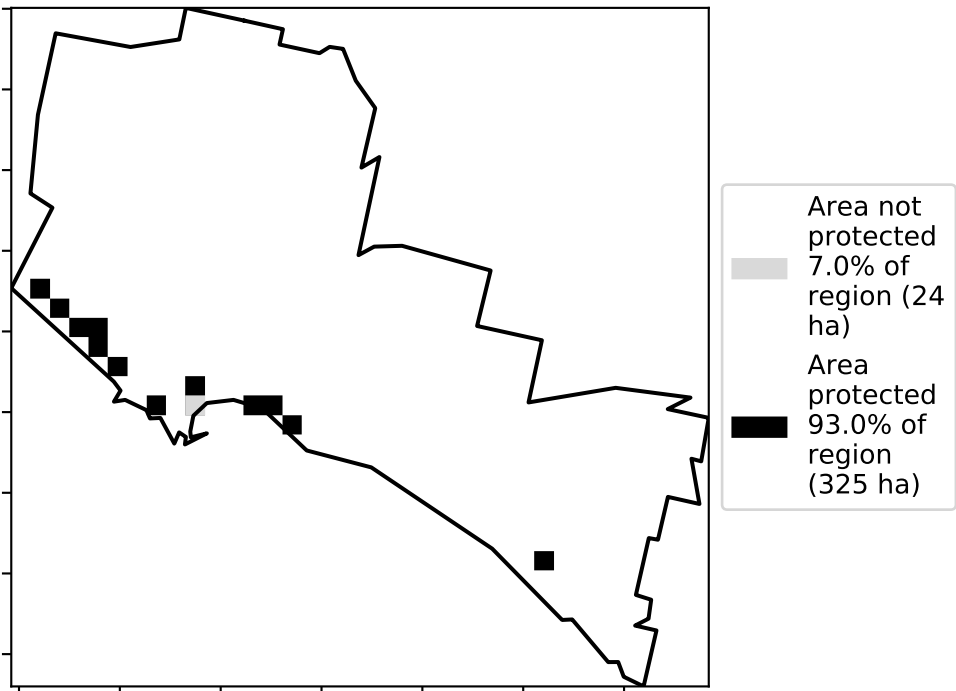 Area not
protected
7.0% of
region (24
ha)
Area
protected
93.0% of
region
(325 ha)